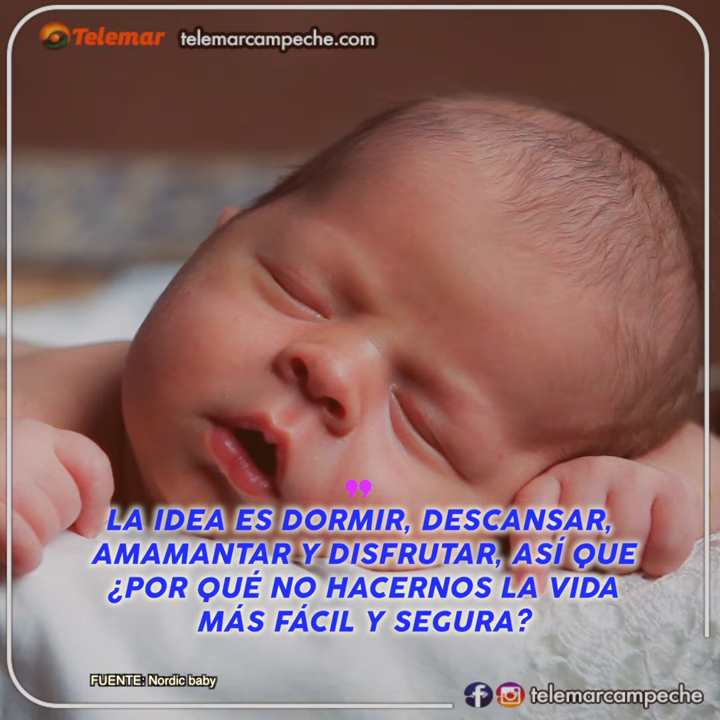 Telemar telemarcampeche.com
"
LA IDEA ES DORMIR, DESCANSAR,
AMAMANTAR Y DISFRUTAR, ASÍ QUE
¿POR QUÉ NO HACERNOS LA VIDA
MÁS FÁCIL Y SEGURA?
FUENTE: Nordic baby
telemarcampeche